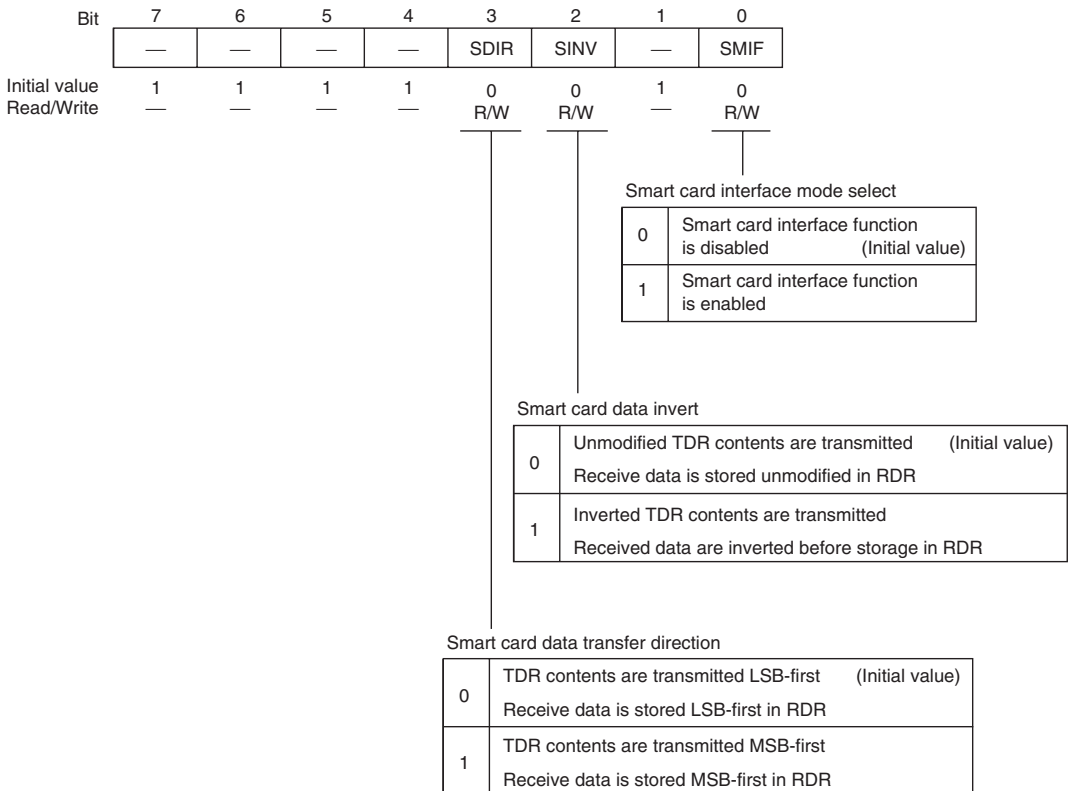 Bit 7 6 5 4 3 2 1 0
— — — — SDIR SINV — SMIF
Initial value 1 1 1 1 0 0 1 0
Read/Write — — — — R/W R/W — R/W
Smart card interface mode select
0 Smart card interface function
is disabled (Initial value)
1 Smart card interface function
is enabled
Smart card data invert
0 Unmodified TDR contents are transmitted (Initial value)
Receive data is stored unmodified in RDR
1 Inverted TDR contents are transmitted
Received data are inverted before storage in RDR
Smart card data transfer direction
0 TDR contents are transmitted LSB-first (Initial value)
Receive data is stored LSB-first in RDR
1 TDR contents are transmitted MSB-first
Receive data is stored MSB-first in RDR